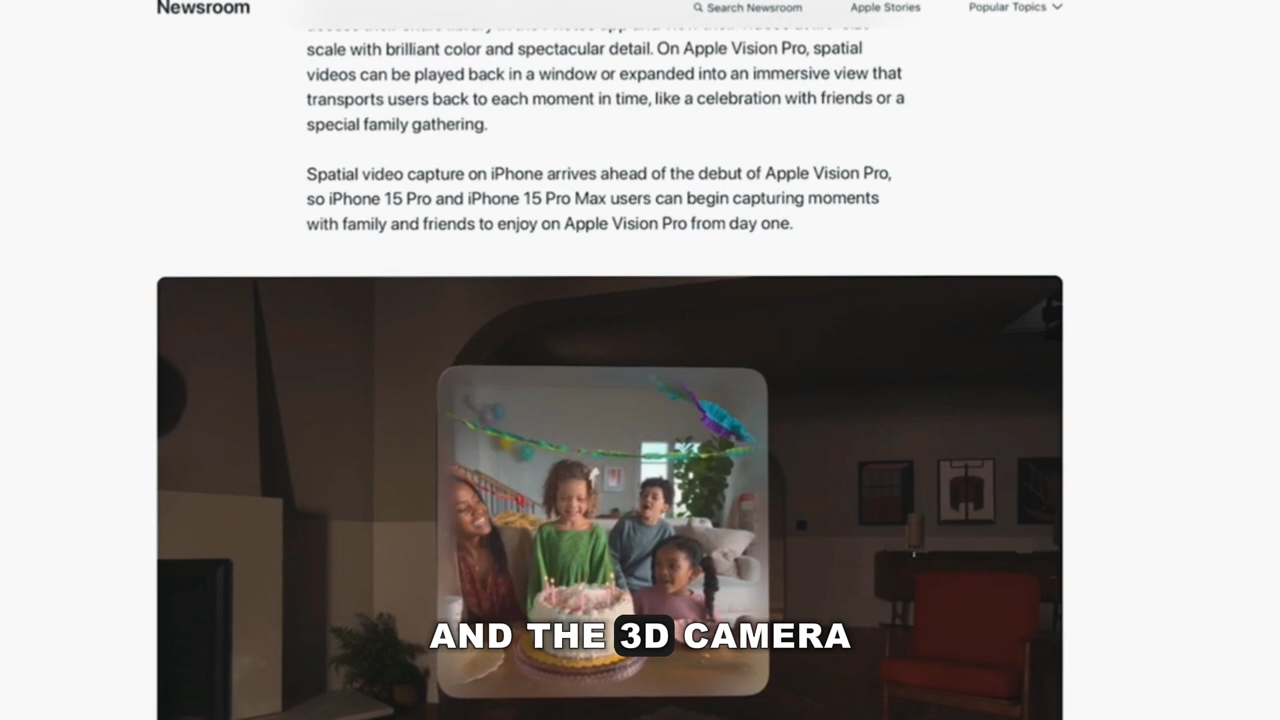 Newsroom
Search Newsroom
Apple Stories
Popular Topics
scale with brilliant color and spectacular detail. On Apple Vision Pro, spatial
videos can be played back in a window or expanded into an immersive view that
transports users back to each moment in time, like a celebration with friends or a
special family gathering.
Spatial video capture on iPhone arrives ahead of the debut of Apple Vision Pro,
so iPhone 15 Pro and iPhone 15 Pro Max users can begin capturing moments
with family and friends to enjoy on Apple Vision Pro from day one.
AND THE 3D CAMERA